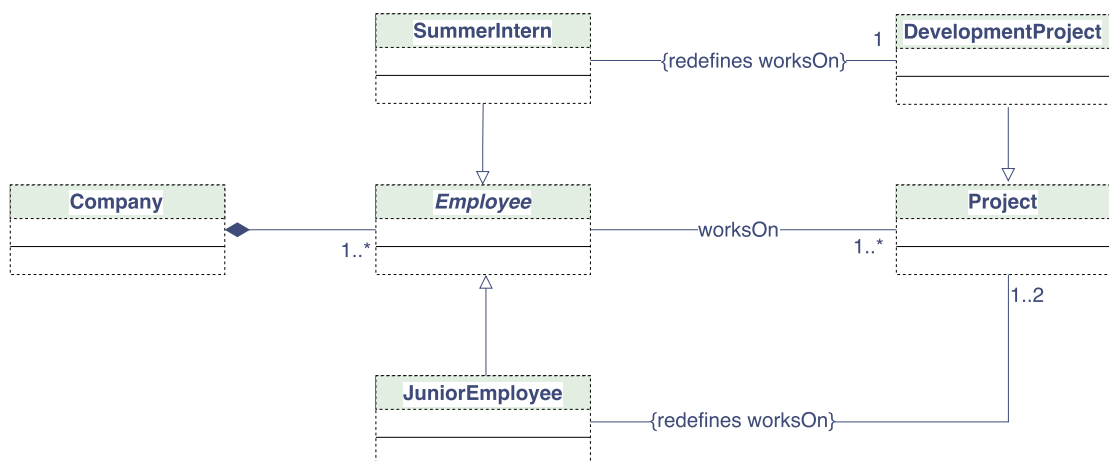 SummerIntern
DevelopmentProject
1
{redefines worksOn}
Company
Employee
Project
worksOn
1..*
1..*
1..2
JuniorEmployee
{redefines worksOn}